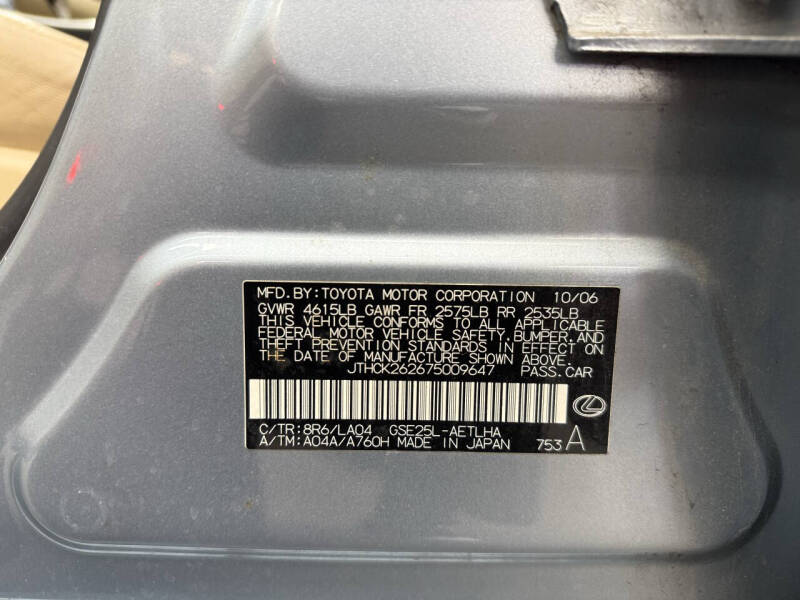 MFD.BY:TOYOTA MOTOR CORPORATION 10/06
GVWR 4615LB GAWR FR 2575LB RR 2535LB
THIS VEHICLE CONFORMS TO ALL APPLICABLE
FEDERAL MOTOR VEHICLE SAFETY,BUMPER,AND
THEFT PREVENTION STANDARDS IN EFFECT ON
THE DATE OF MANUFACTURE SHOWN ABOVE.
JTHCK262675009647 PASS.CAR
C/TR:8R6/LA04 GSE25L-AETLHA
A/TM:A04A/A760H MADE IN JAPAN 753 A